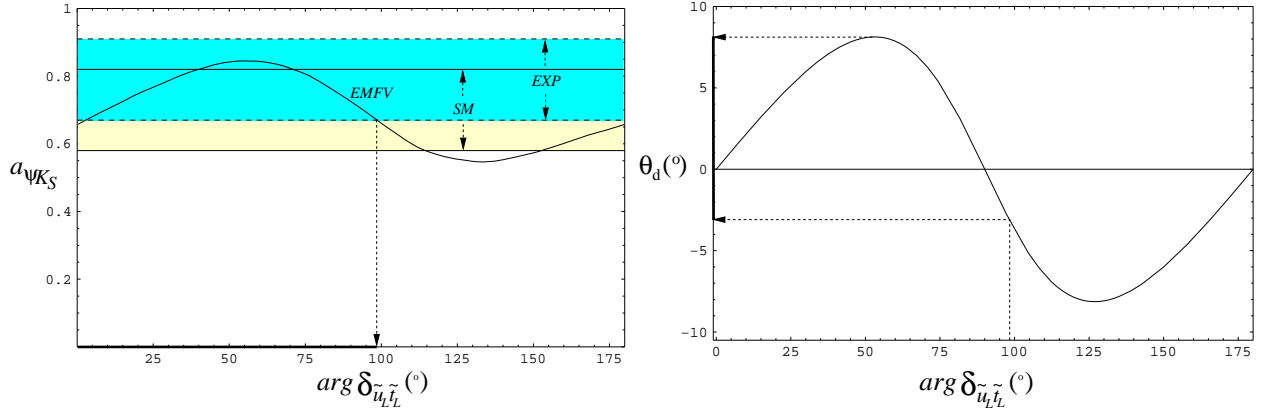 1
0.8
0.6
0.4
0.2
a_{ψK_S}
EMFV
SM
EXP
25 50 75 100 125 150 175
arg δ_{ũ_L t̃_L} (°)
10
5
0
−5
−10
θ_d(°)
0 25 50 75 100 125 150 180
arg δ_{ũ_L t̃_L} (°)